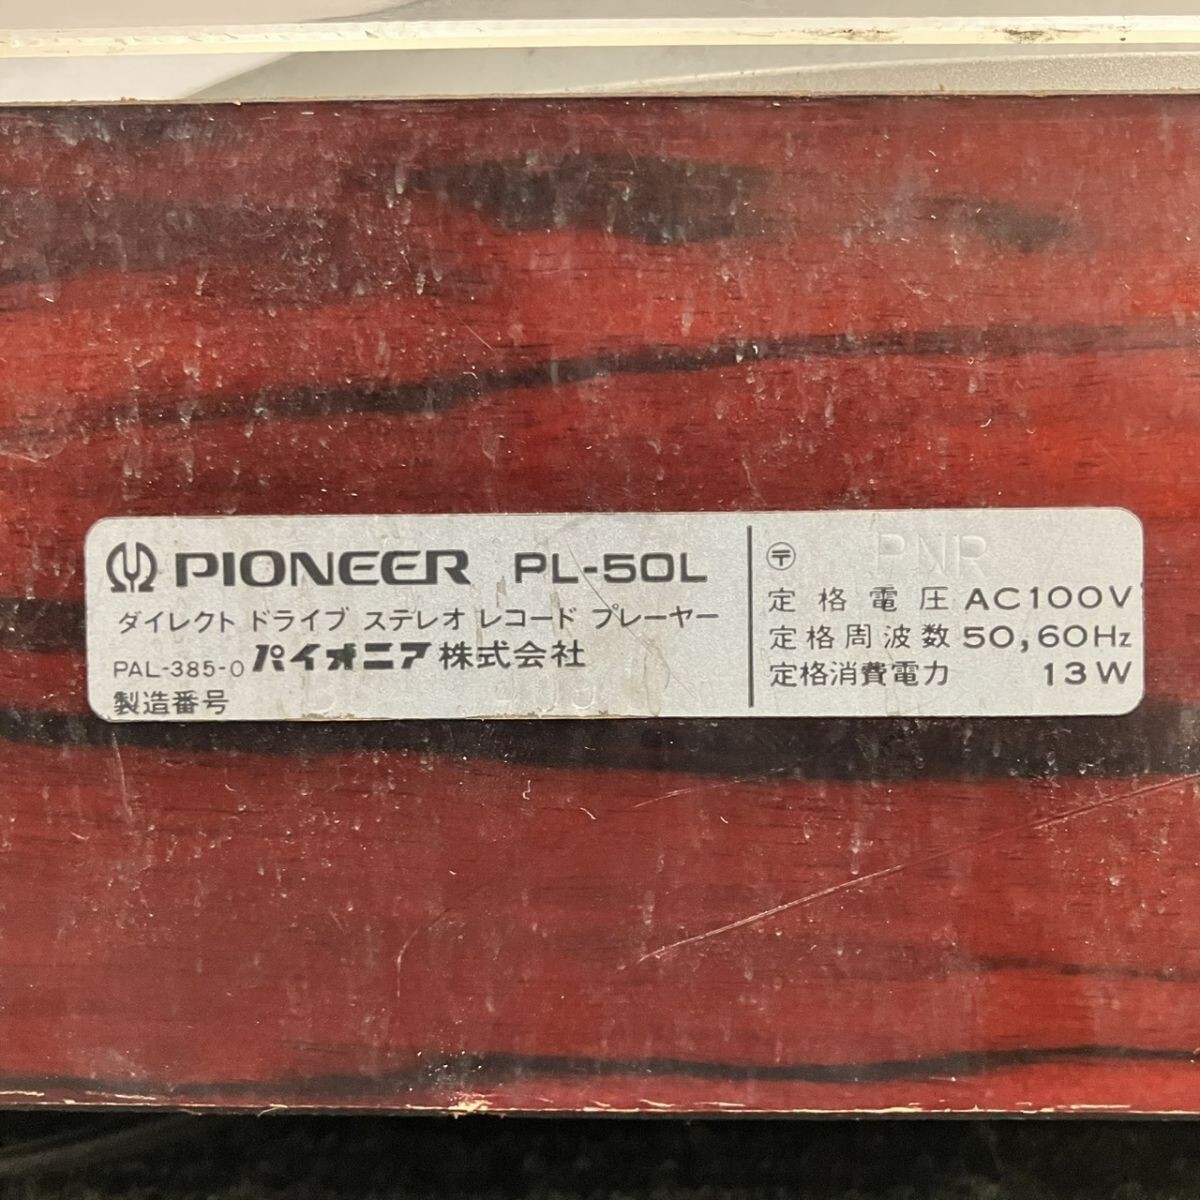 PIONEER PL-50L
ダイレクト ドライブ ステレオ レコード プレーヤー
PAL-385-0 パイオニア株式会社
製造番号
〒 PNR
定格電圧 AC100V
定格周波数 50,60Hz
定格消費電力 13W